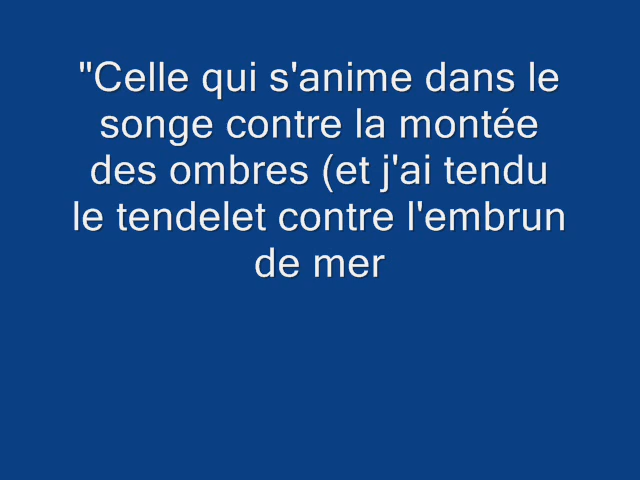 "Celle qui s'anime dans le
songe contre la montée
des ombres (et j'ai tendu
le tendelet contre l'embrun
de mer